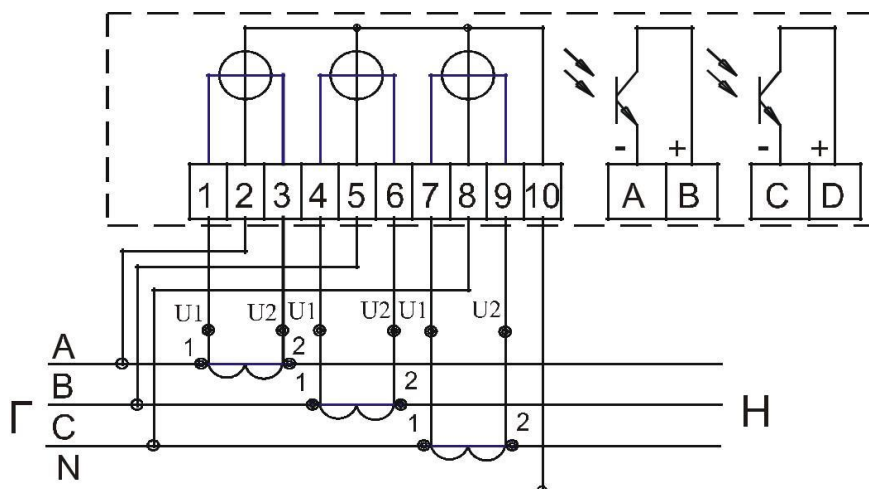 - + - +
1 2 3 4 5 6 7 8 9 10 A B C D
U1 U2 U1 U2 U1 U2
A 1 2
B 1 2
Г C 1 2 Н
N